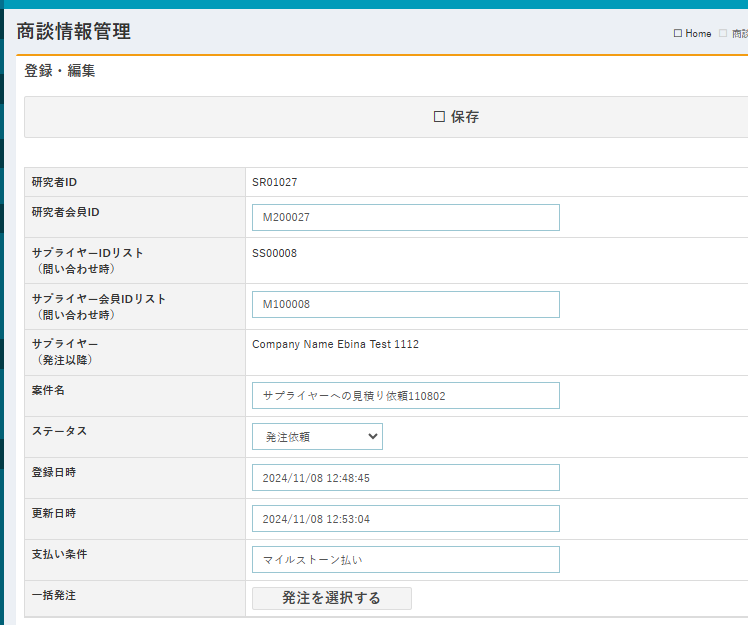 商談情報管理
Home 商談
登録・編集
保存
研究者ID SR01027
研究者会員ID M200027
サプライヤーIDリスト SS00008
（問い合わせ時）
サプライヤー会員IDリスト M100008
（問い合わせ時）
サプライヤー Company Name Ebina Test 1112
（発注以降）
案件名 サプライヤーへの見積り依頼110802
ステータス 発注依頼
登録日時 2024/11/08 12:48:45
更新日時 2024/11/08 12:53:04
支払い条件 マイルストーン払い
一括発注 発注を選択する